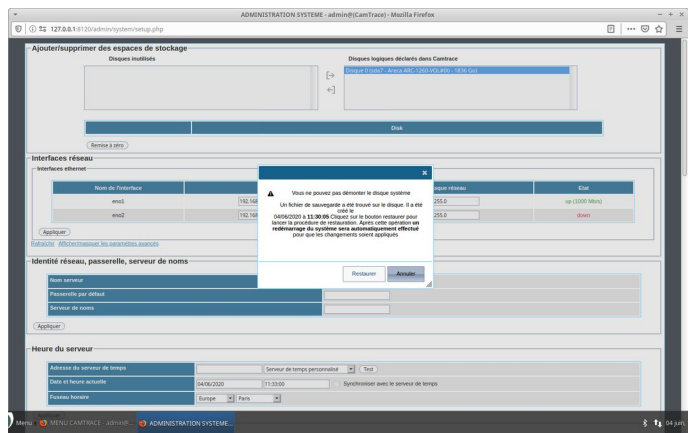 ADMINISTRATION SYSTEME - admin@(CamTrace) - Mozilla Firefox
127.0.0.1:8120/admin/system/setup.php
Ajouter/supprimer des espaces de stockage
Disques inutilisés
Disques logiques déclarés dans Camtrace
Disque 0 (sda7 - Areca ARC-1260-VOL#00 - 1836 Gio)
Disk
Remise à zéro
Interfaces réseau
Interfaces ethernet
Nom de l'interface
sque réseau
Etat
eno1
192.168
255.0
up (1000 Mb/s)
eno2
192.168
255.0
down
Appliquer
Rafraîchir Afficher/masquer les paramètres avancés
Vous ne pouvez pas démonter le disque système
Un fichier de sauvegarde a été trouvé sur le disque. Il a été
créé le
04/06/2020 à 11:30:05 Cliquez sur le bouton restaurer pour
lancer la procédure de restauration. Après cette opération un
redémarrage du système sera automatiquement effectué
pour que les changements soient appliqués
Restaurer
Annuler
Identité réseau, passerelle, serveur de noms
Nom serveur
Passerelle par défaut
Serveur de noms
Appliquer
Heure du serveur
Adresse du serveur de temps
Serveur de temps personnalisé
Test
Date et heure actuelle
04/06/2020
11:33:00
Synchroniser avec le serveur de temps
Fuseau horaire
Europe
Paris
Menu
MENU CAMTRACE - admin@...
ADMINISTRATION SYSTEME...
04 juin,